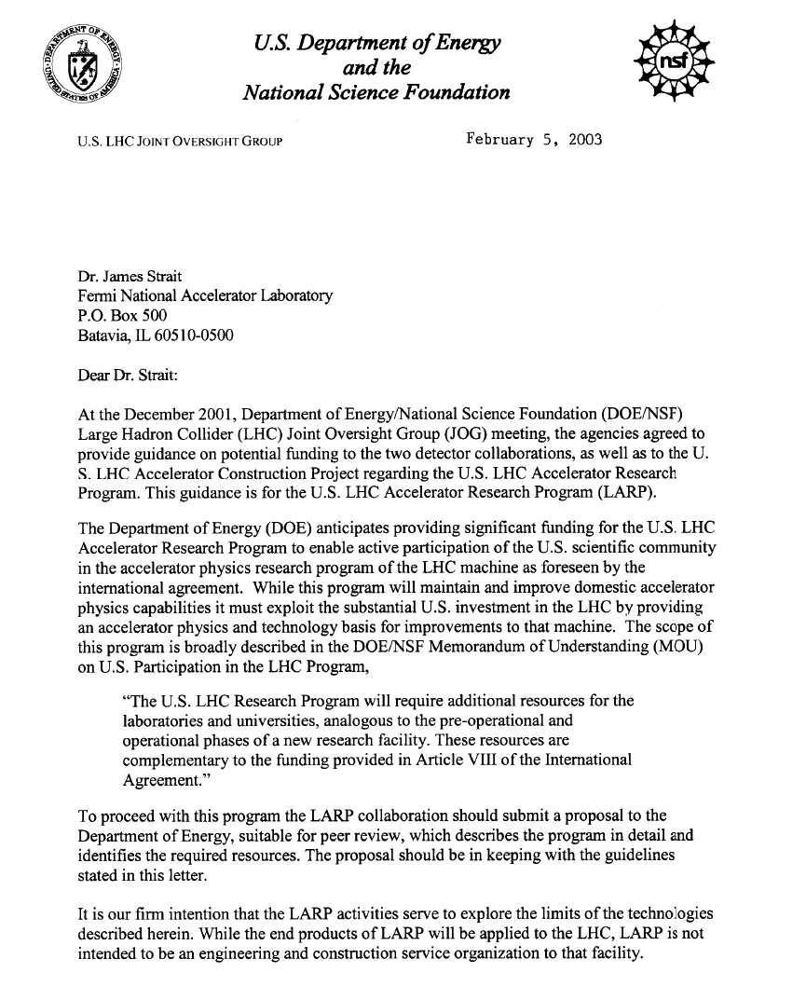 DEPARTMENT OF ENERGY
UNITED STATES OF AMERICA
U.S. Department of Energy
and the
National Science Foundation
nsf
U.S. LHC JOINT OVERSIGHT GROUP
February 5, 2003
Dr. James Strait
Fermi National Accelerator Laboratory
P.O. Box 500
Batavia, IL 60510-0500
Dear Dr. Strait:
At the December 2001, Department of Energy/National Science Foundation (DOE/NSF)
Large Hadron Collider (LHC) Joint Oversight Group (JOG) meeting, the agencies agreed to
provide guidance on potential funding to the two detector collaborations, as well as to the U.
S. LHC Accelerator Construction Project regarding the U.S. LHC Accelerator Research
Program. This guidance is for the U.S. LHC Accelerator Research Program (LARP).
The Department of Energy (DOE) anticipates providing significant funding for the U.S. LHC
Accelerator Research Program to enable active participation of the U.S. scientific community
in the accelerator physics research program of the LHC machine as foreseen by the
international agreement. While this program will maintain and improve domestic accelerator
physics capabilities it must exploit the substantial U.S. investment in the LHC by providing
an accelerator physics and technology basis for improvements to that machine. The scope of
this program is broadly described in the DOE/NSF Memorandum of Understanding (MOU)
on U.S. Participation in the LHC Program,
“The U.S. LHC Research Program will require additional resources for the
laboratories and universities, analogous to the pre-operational and
operational phases of a new research facility. These resources are
complementary to the funding provided in Article VIII of the International
Agreement.”
To proceed with this program the LARP collaboration should submit a proposal to the
Department of Energy, suitable for peer review, which describes the program in detail and
identifies the required resources. The proposal should be in keeping with the guidelines
stated in this letter.
It is our firm intention that the LARP activities serve to explore the limits of the technologies
described herein. While the end products of LARP will be applied to the LHC, LARP is not
intended to be an engineering and construction service organization to that facility.